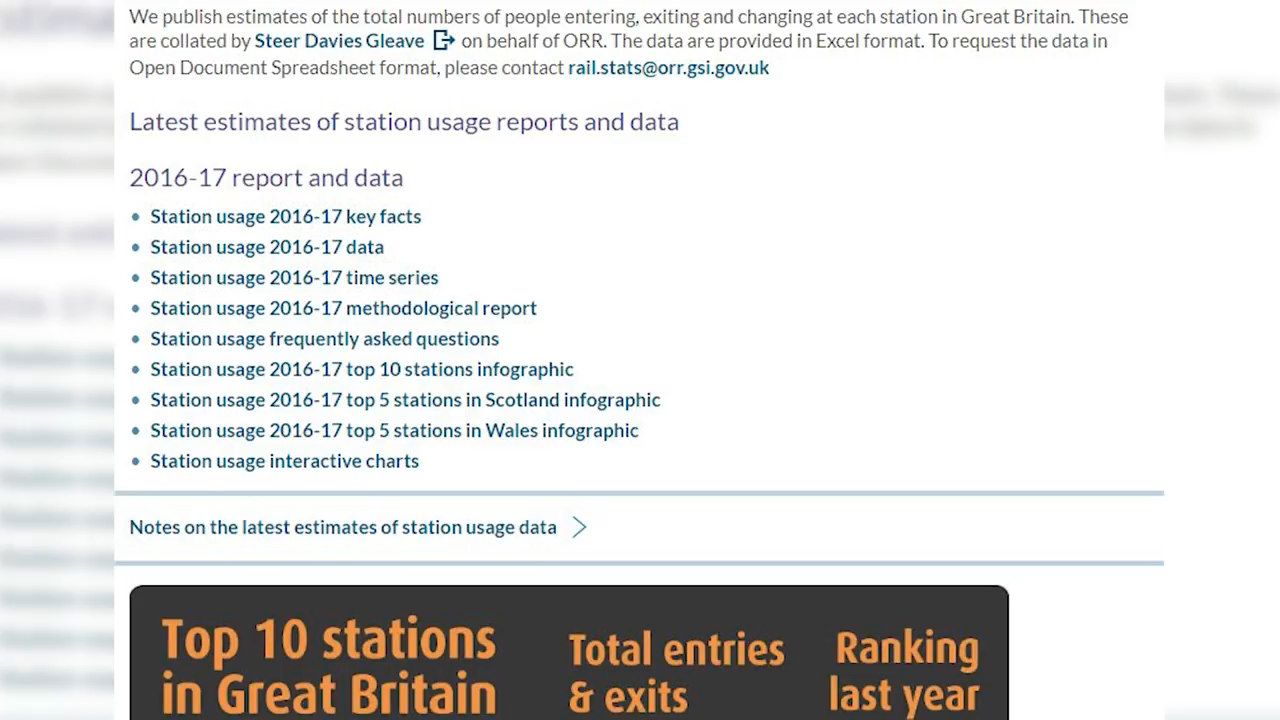 We publish estimates of the total numbers of people entering, exiting and changing at each station in Great Britain. These
are collated by Steer Davies Gleave on behalf of ORR. The data are provided in Excel format. To request the data in
Open Document Spreadsheet format, please contact rail.stats@orr.gsi.gov.uk
Latest estimates of station usage reports and data
2016-17 report and data
Station usage 2016-17 key facts
Station usage 2016-17 data
Station usage 2016-17 time series
Station usage 2016-17 methodological report
Station usage frequently asked questions
Station usage 2016-17 top 10 stations infographic
Station usage 2016-17 top 5 stations in Scotland infographic
Station usage 2016-17 top 5 stations in Wales infographic
Station usage interactive charts
Notes on the latest estimates of station usage data
Top 10 stations
in Great Britain
Total entries
& exits
Ranking
last year